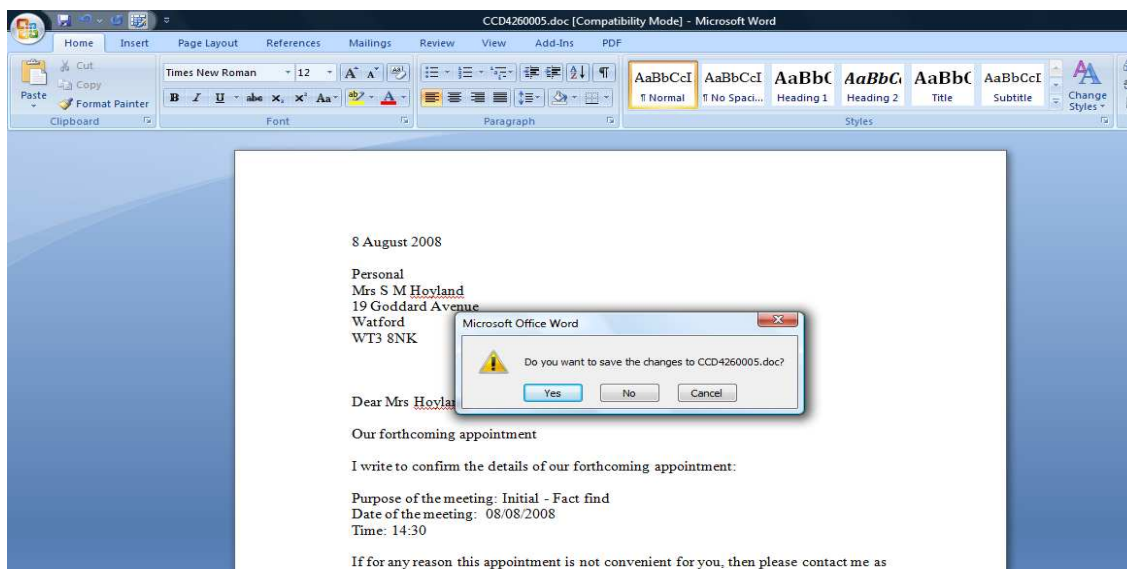 CCD4260005.doc [Compatibility Mode] - Microsoft Word
Home Insert Page Layout References Mailings Review View Add-Ins PDF
Cut
Copy
Paste
Format Painter
Clipboard
Times New Roman 12
B I U abc x, x² Aa
Font
Paragraph
AaBbCcI AaBbCcI AaBbC AaBbCc AaBbC AaBbCcI
¶ Normal ¶ No Spaci... Heading 1 Heading 2 Title Subtitle
Change
Styles
Styles
8 August 2008
Personal
Mrs S M Hoyland
19 Goddard Avenue
Watford
WT3 8NK
Microsoft Office Word
Do you want to save the changes to CCD4260005.doc?
Yes No Cancel
Dear Mrs
Our forthcoming appointment
I write to confirm the details of our forthcoming appointment:
Purpose of the meeting: Initial - Fact find
Date of the meeting: 08/08/2008
Time: 14:30
If for any reason this appointment is not convenient for you, then please contact me as